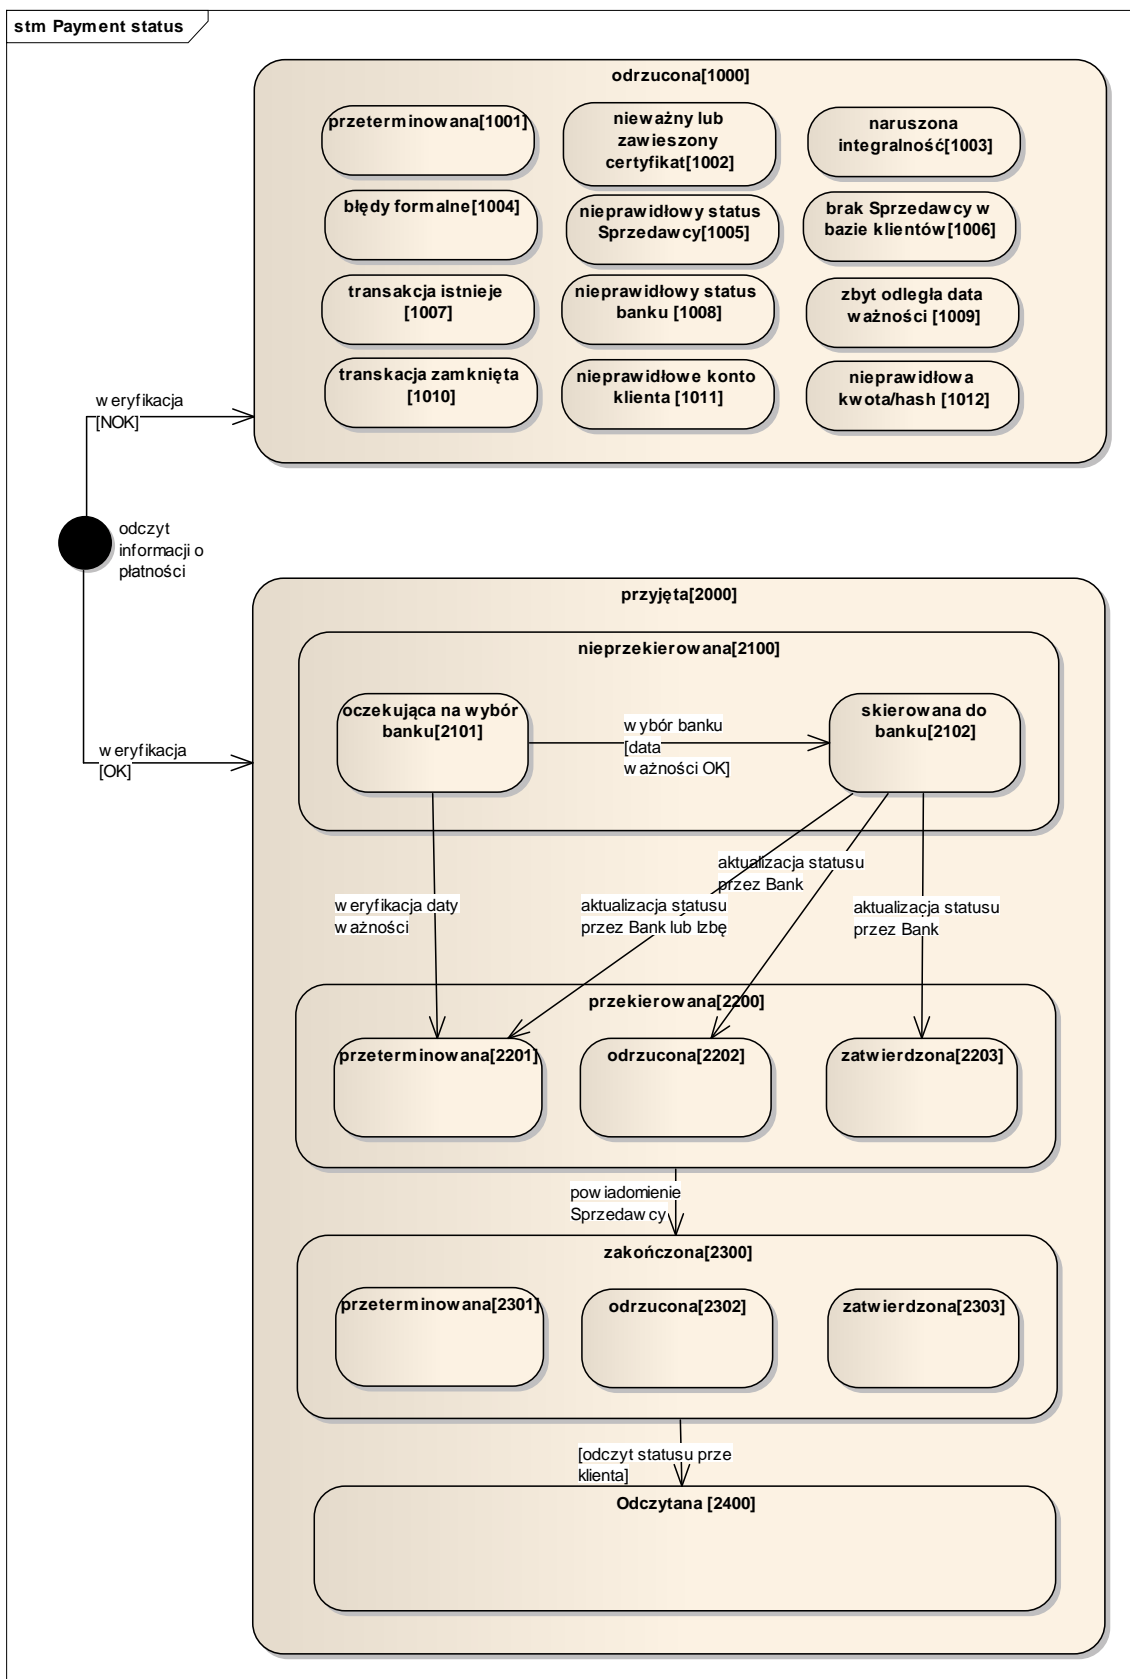 stm Payment status
odrzucona[1000]
przeterminowana[1001]
nieważny lub
zawieszony
certyfikat[1002]
naruszona
integralność[1003]
błędy formalne[1004]
nieprawidłowy status
Sprzedawcy[1005]
brak Sprzedawcy w
bazie klientów[1006]
transakcja istnieje
[1007]
nieprawidłowy status
banku [1008]
zbyt odległa data
ważności [1009]
transkacja zamknięta
[1010]
nieprawidłowe konto
klienta [1011]
nieprawidłowa
kwota/hash [1012]
weryfikacja
[NOK]
odczyt
informacji o
płatności
weryfikacja
[OK]
przyjęta[2000]
nieprzekierowana[2100]
oczekująca na wybór
banku[2101]
wybór banku
[data
ważności OK]
skierowana do
banku[2102]
weryfikacja daty
ważności
aktualizacja statusu
przez Bank lub Izbę
aktualizacja statusu
przez Bank
aktualizacja statusu
przez Bank
przekierowana[2200]
przeterminowana[2201]
odrzucona[2202]
zatwierdzona[2203]
powiadomienie
Sprzedawcy
zakończona[2300]
przeterminowana[2301]
odrzucona[2302]
zatwierdzona[2303]
[odczyt statusu prze
klienta]
Odczytana [2400]